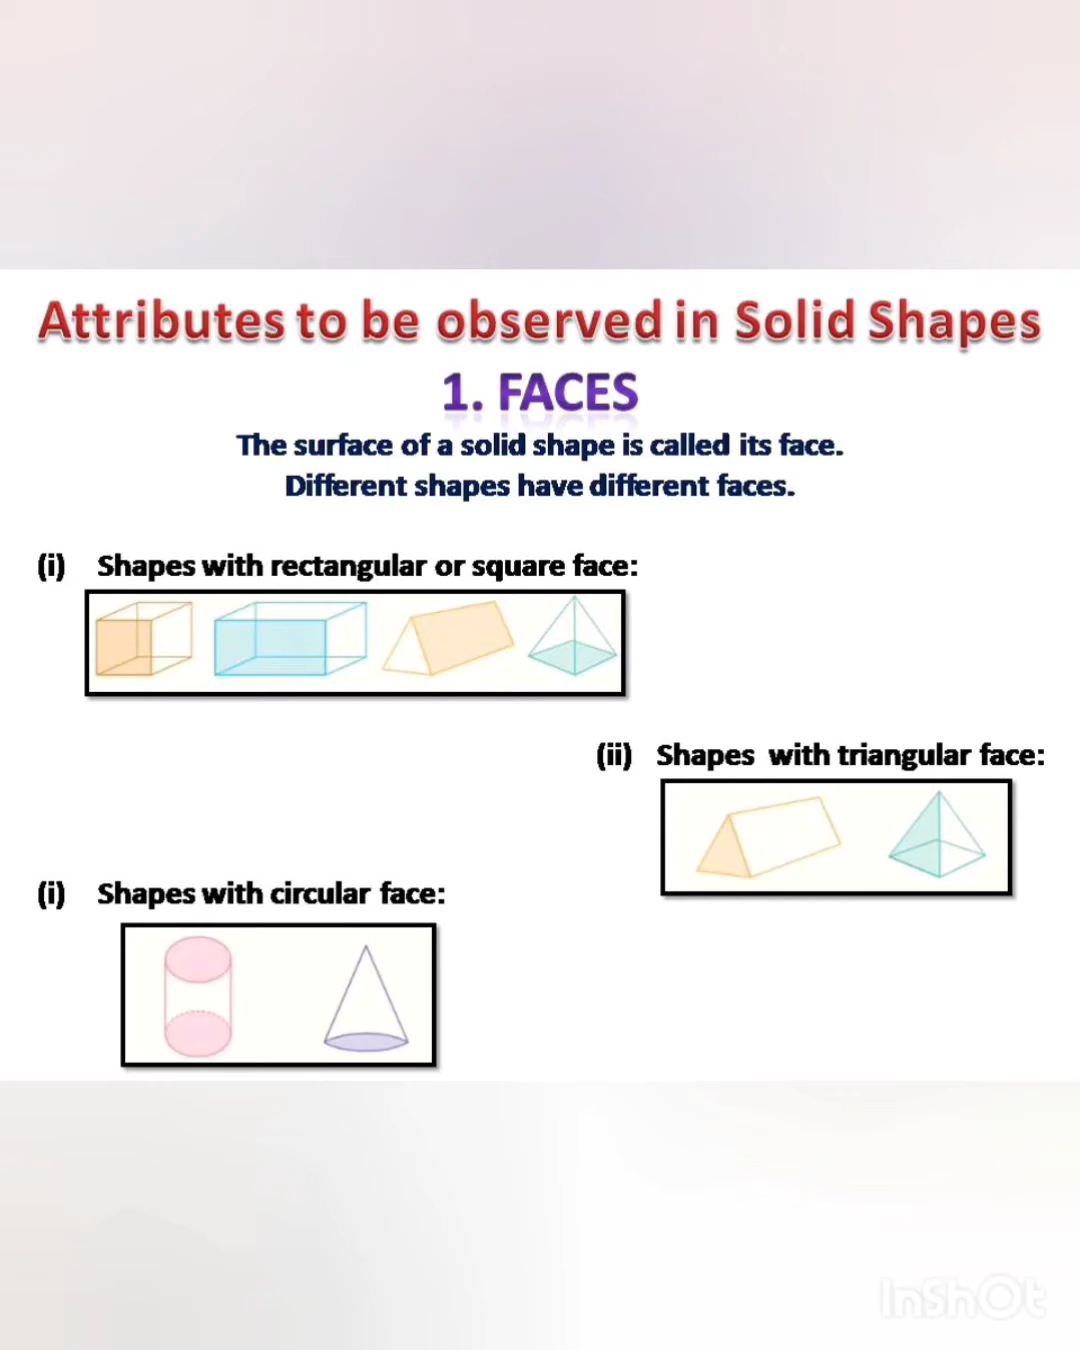 Attributes to be observed in Solid Shapes
1. FACES
The surface of a solid shape is called its face.
Different shapes have different faces.
(i) Shapes with rectangular or square face:
(ii) Shapes with triangular face:
(i) Shapes with circular face:
InShOt